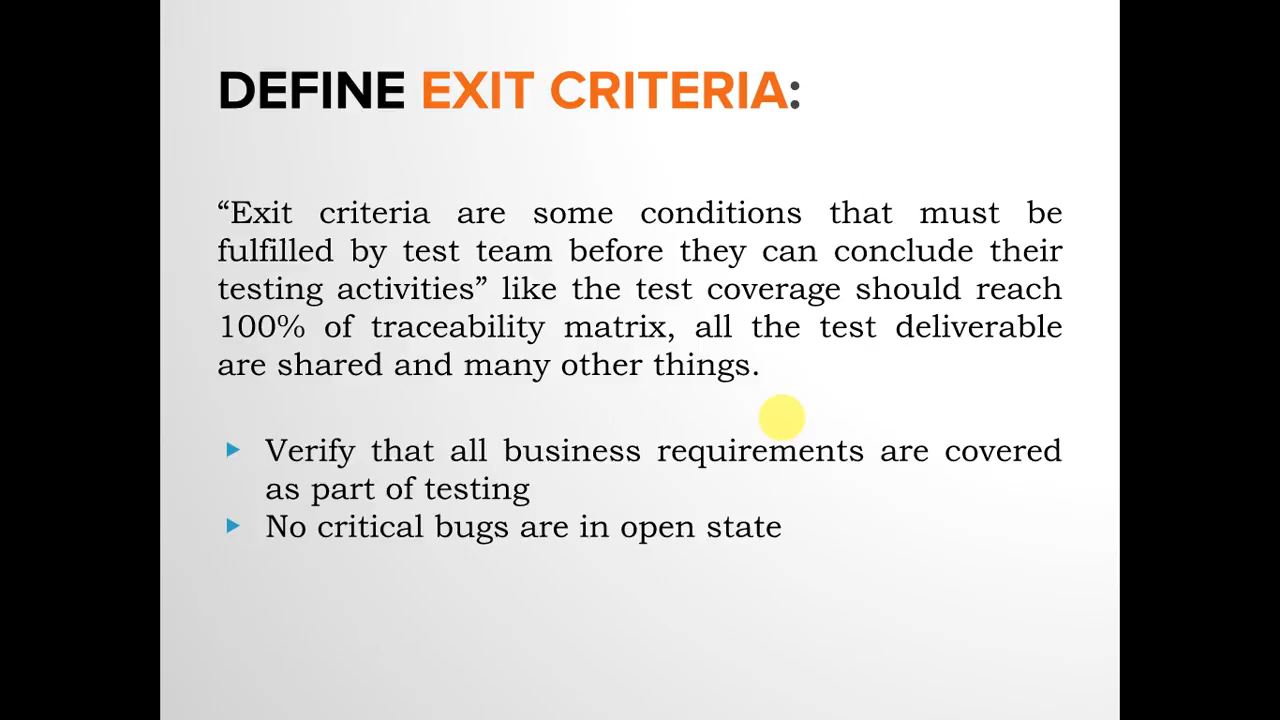 DEFINE EXIT CRITERIA:
“Exit criteria are some conditions that must be
fulfilled by test team before they can conclude their
testing activities” like the test coverage should reach
100% of traceability matrix, all the test deliverable
are shared and many other things.
Verify that all business requirements are covered
as part of testing
No critical bugs are in open state